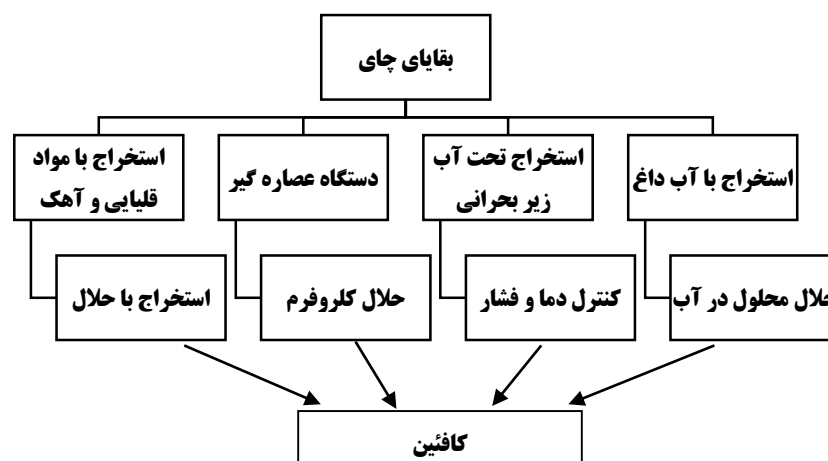 بقایای چای
استخراج با آب داغ
استخراج تحت آب
زیر بحرانی
دستگاه عصاره گیر
استخراج با مواد
قلیایی و آهک
حلال محلول در آب
کنترل دما و فشار
حلال کلروفرم
استخراج با حلال
کافئین